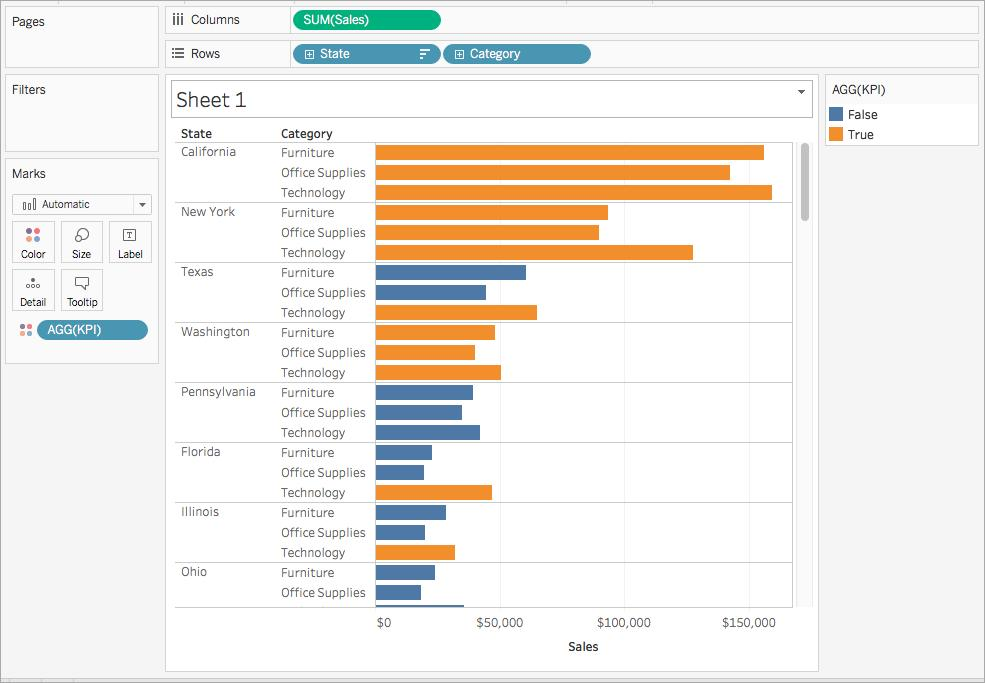 Pages
Columns
SUM(Sales)
Rows
State
Category
Filters
Marks
Automatic
Color
Size
Label
Detail
Tooltip
AGG(KPI)
Sheet 1
State Category
California Furniture
Office Supplies
Technology
New York Furniture
Office Supplies
Technology
Texas Furniture
Office Supplies
Technology
Washington Furniture
Office Supplies
Technology
Pennsylvania Furniture
Office Supplies
Technology
Florida Furniture
Office Supplies
Technology
Illinois Furniture
Office Supplies
Technology
Ohio Furniture
Office Supplies
$0 $50,000 $100,000 $150,000
Sales
AGG(KPI)
False
True